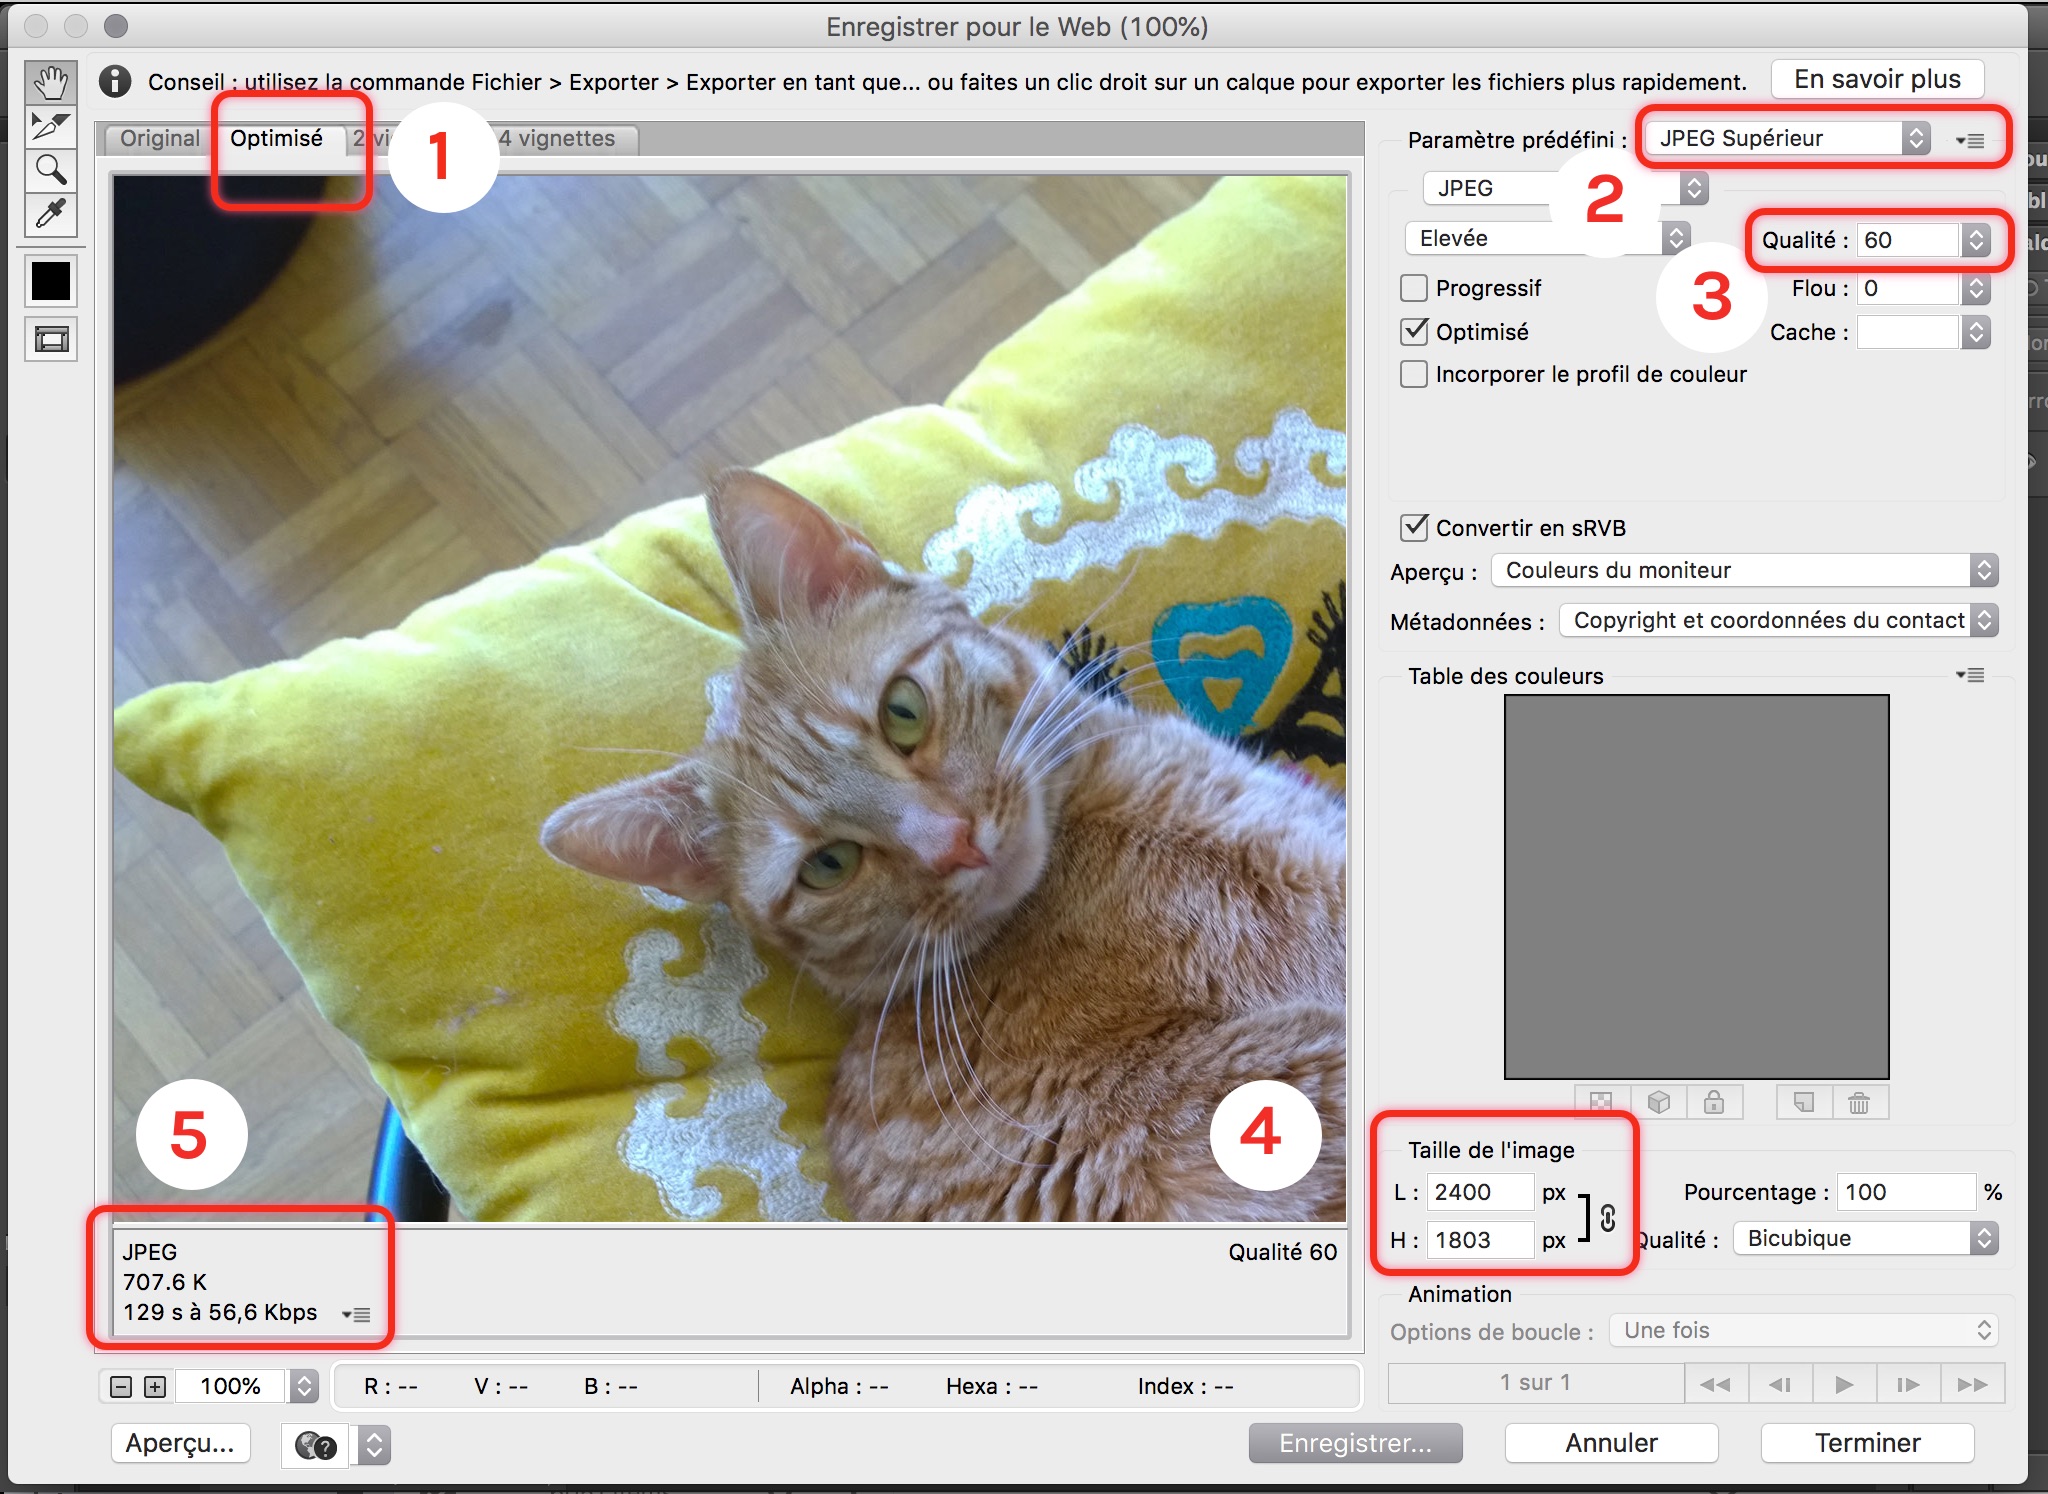 Enregistrer pour le Web (100%)
Conseil : utilisez la commande Fichier > Exporter > Exporter en tant que... ou faites un clic droit sur un calque pour exporter les fichiers plus rapidement.
En savoir plus
Original
Optimisé
4 vignettes
1
Paramètre prédéfini :
JPEG Supérieur
JPEG
2
Elevée
Qualité : 60
3
Progressif
Flou : 0
Optimisé
Cache :
Incorporer le profil de couleur
Convertir en sRVB
Aperçu : Couleurs du moniteur
Métadonnées : Copyright et coordonnées du contact
Table des couleurs
5
4
Taille de l'image
L : 2400 px
H : 1803 px
Pourcentage : 100 %
Qualité : Bicubique
JPEG
707.6 K
129 s à 56,6 Kbps
Qualité 60
Animation
Options de boucle : Une fois
1 sur 1
100%
R : --
V : --
B : --
Alpha : --
Hexa : --
Index : --
Aperçu...
?
Enregistrer...
Annuler
Terminer